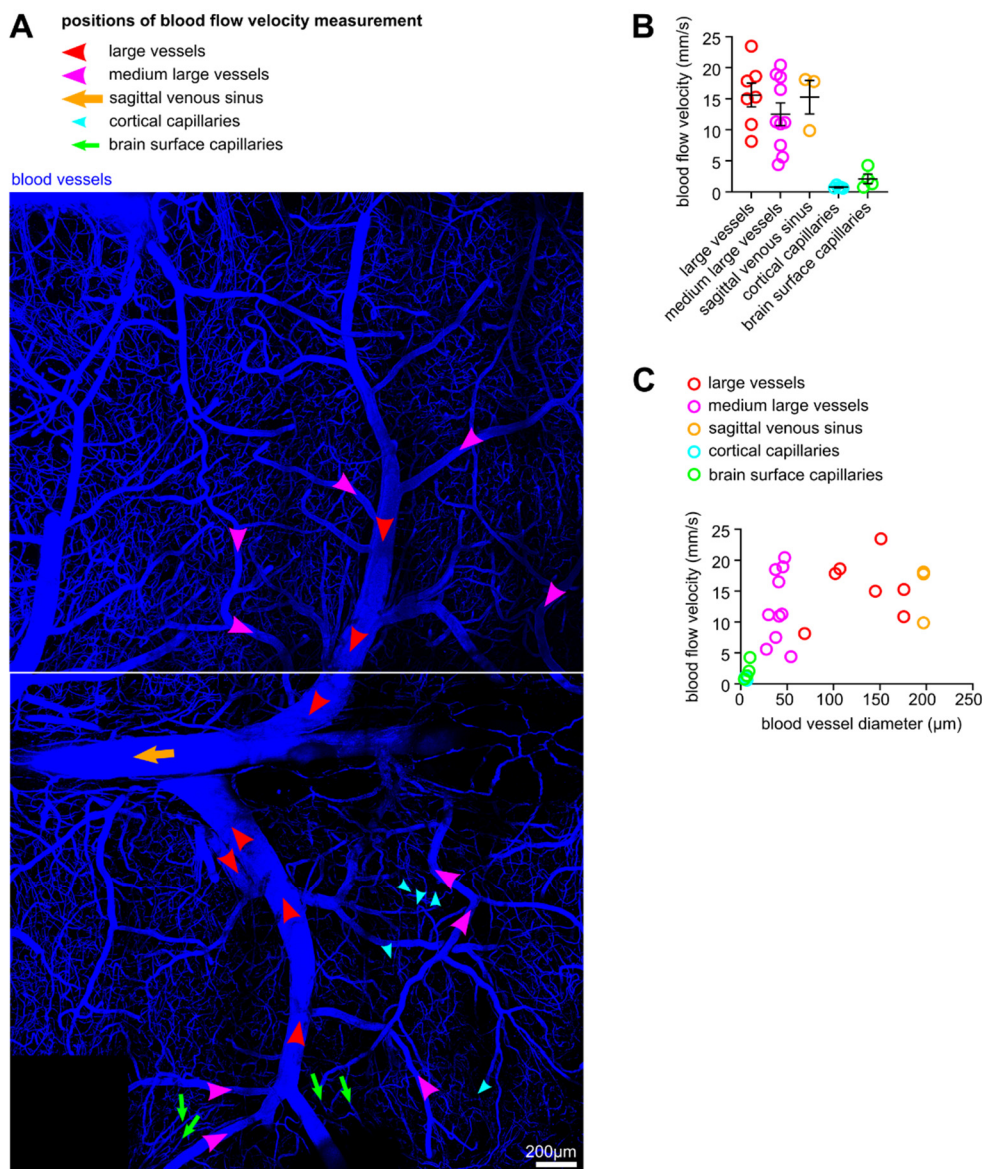 A
positions of blood flow velocity measurement
large vessels
medium large vessels
sagittal venous sinus
cortical capillaries
brain surface capillaries
blood vessels
200µm
B
blood flow velocity (mm/s)
25
20
15
10
5
0
large vessels
medium large vessels
sagittal venous sinus
cortical capillaries
brain surface capillaries
C
large vessels
medium large vessels
sagittal venous sinus
cortical capillaries
brain surface capillaries
blood flow velocity (mm/s)
25
20
15
10
5
0
0 50 100 150 200 250
blood vessel diameter (µm)